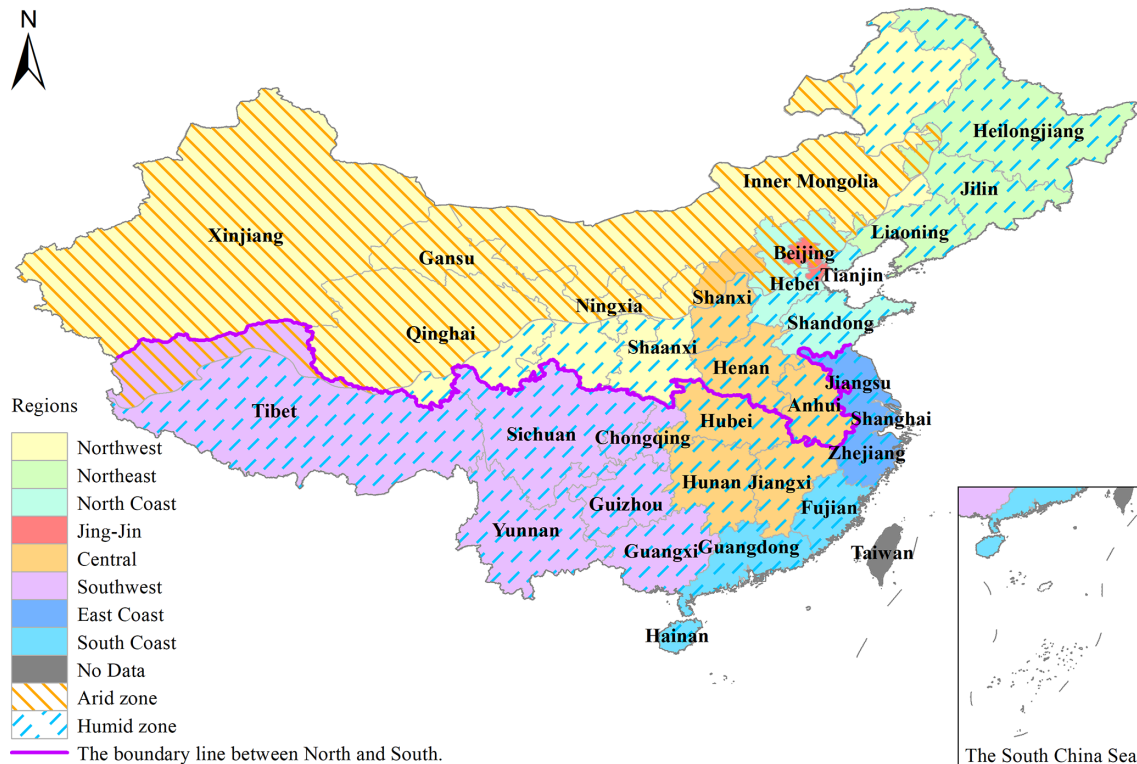 N
Heilongjiang
Inner Mongolia
Jilin
Xinjiang
Liaoning
Gansu
Beijing
Tianjin
Hebei
Shanxi
Ningxia
Qinghai
Shandong
Shaanxi
Henan
Jiangsu
Anhui
Tibet
Hubei
Shanghai
Sichuan
Chongqing
Zhejiang
Hunan
Jiangxi
Guizhou
Fujian
Yunnan
Guangxi
Guangdong
Taiwan
Hainan
Regions
Northwest
Northeast
North Coast
Jing-Jin
Central
Southwest
East Coast
South Coast
No Data
Arid zone
Humid zone
The boundary line between North and South.
The South China Sea